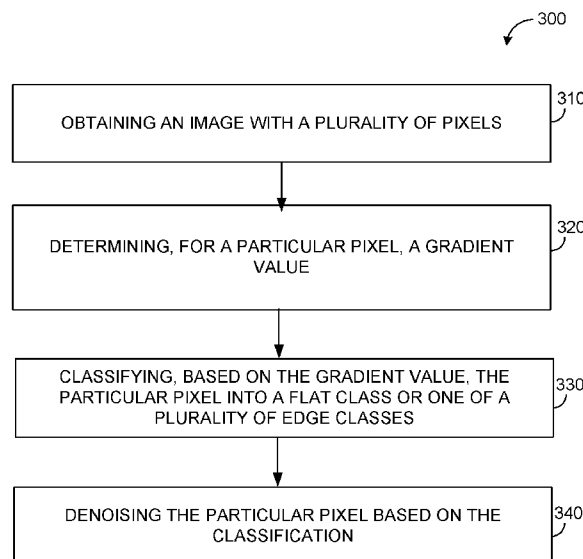 300
310
OBTAINING AN IMAGE WITH A PLURALITY OF PIXELS
320
DETERMINING, FOR A PARTICULAR PIXEL, A GRADIENT
VALUE
CLASSIFYING, BASED ON THE GRADIENT VALUE, THE
PARTICULAR PIXEL INTO A FLAT CLASS OR ONE OF A
PLURALITY OF EDGE CLASSES
330
DENOISING THE PARTICULAR PIXEL BASED ON THE
CLASSIFICATION
340